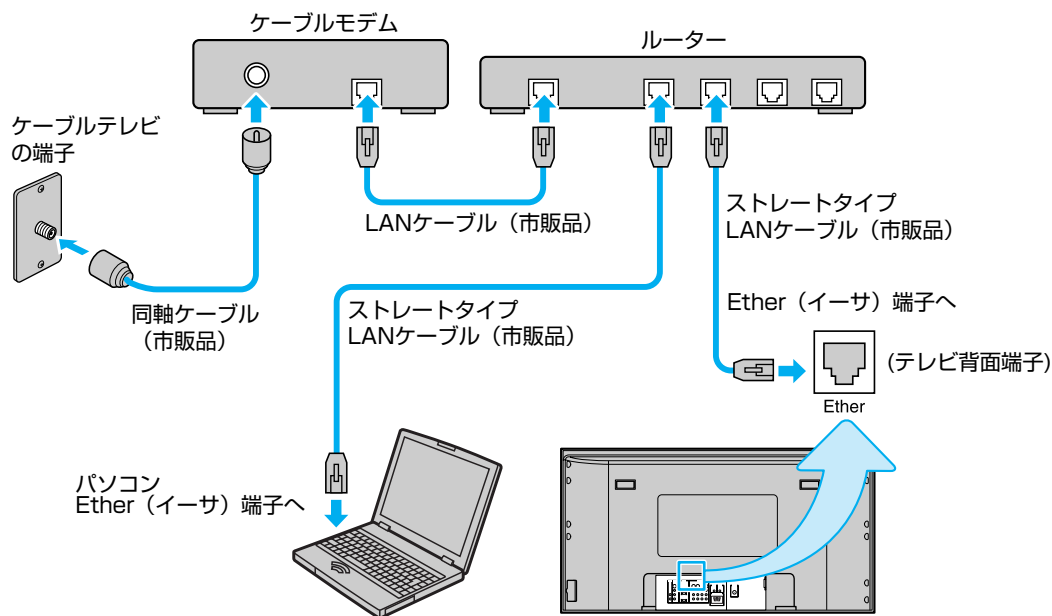 ケーブルモデム
ルーター
ケーブルテレビ
の端子
LANケーブル（市販品）
ストレートタイプ
LANケーブル（市販品）
同軸ケーブル
（市販品）
ストレートタイプ
LANケーブル（市販品）
Ether（イーサ）端子へ
(テレビ背面端子)
Ether
パソコン
Ether（イーサ）端子へ